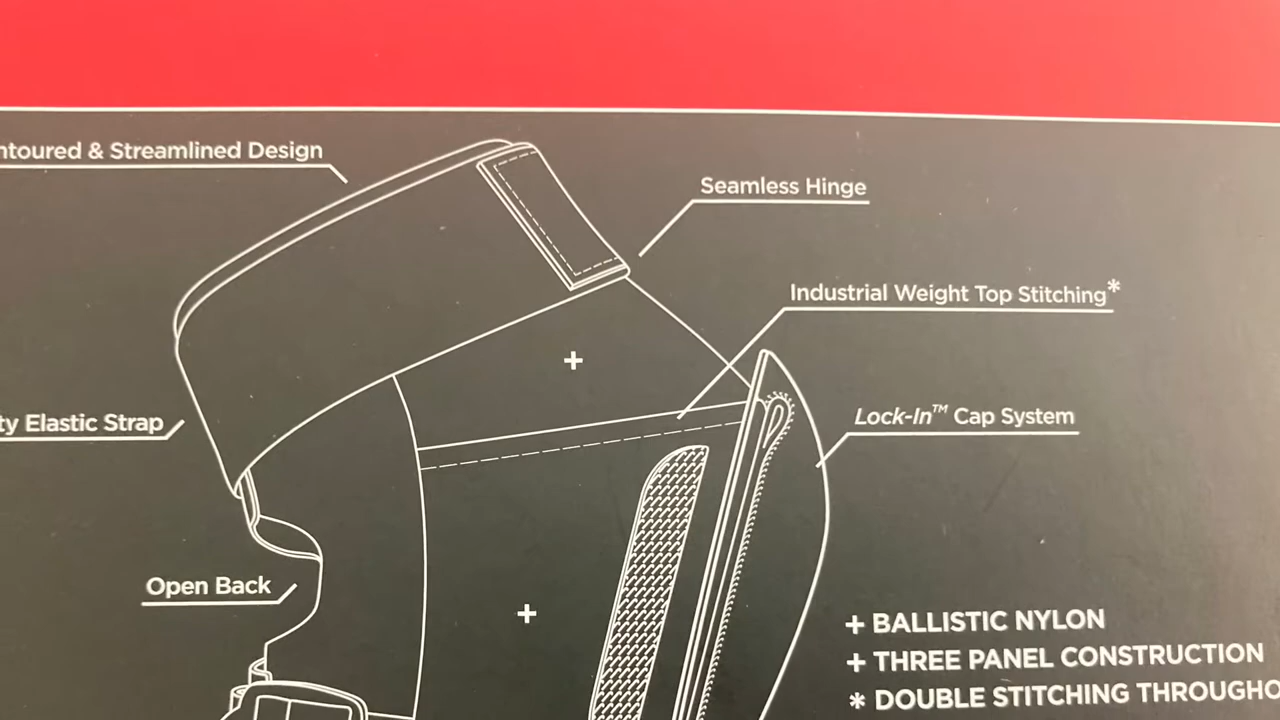 ntoured & Streamlined Design
Seamless Hinge
Industrial Weight Top Stitching*
ty Elastic Strap
Lock-In™ Cap System
Open Back
+ BALLISTIC NYLON
+ THREE PANEL CONSTRUCTION
* DOUBLE STITCHING THROUGHO